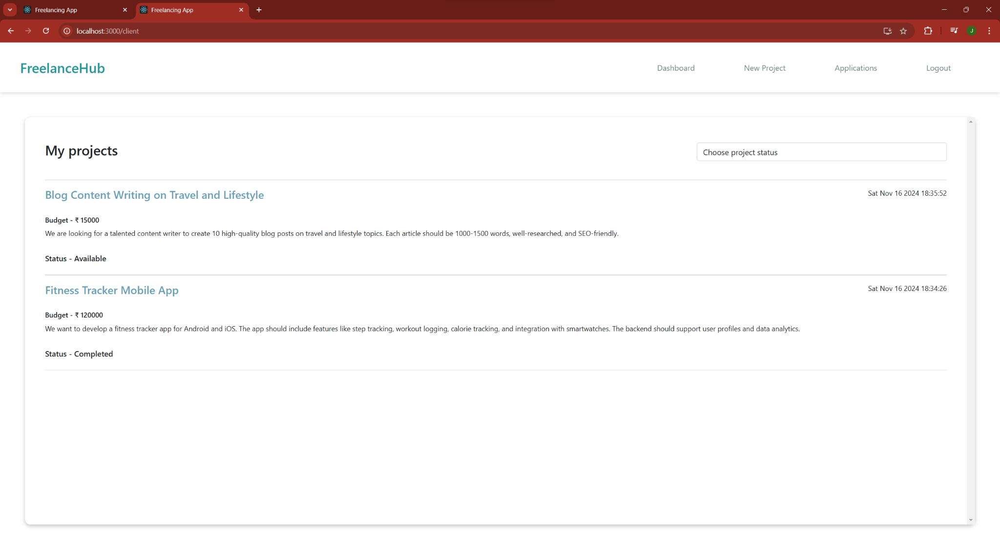 Freelancing App
Freelancing App
localhost:3000/client
J
FreelanceHub
Dashboard
New Project
Applications
Logout
My projects
Choose project status
Blog Content Writing on Travel and Lifestyle
Sat Nov 16 2024 18:35:52
Budget - ₹ 15000
We are looking for a talented content writer to create 10 high-quality blog posts on travel and lifestyle topics. Each article should be 1000-1500 words, well-researched, and SEO-friendly.
Status - Available
Fitness Tracker Mobile App
Sat Nov 16 2024 18:34:26
Budget - ₹ 120000
We want to develop a fitness tracker app for Android and iOS. The app should include features like step tracking, workout logging, calorie tracking, and integration with smartwatches. The backend should support user profiles and data analytics.
Status - Completed